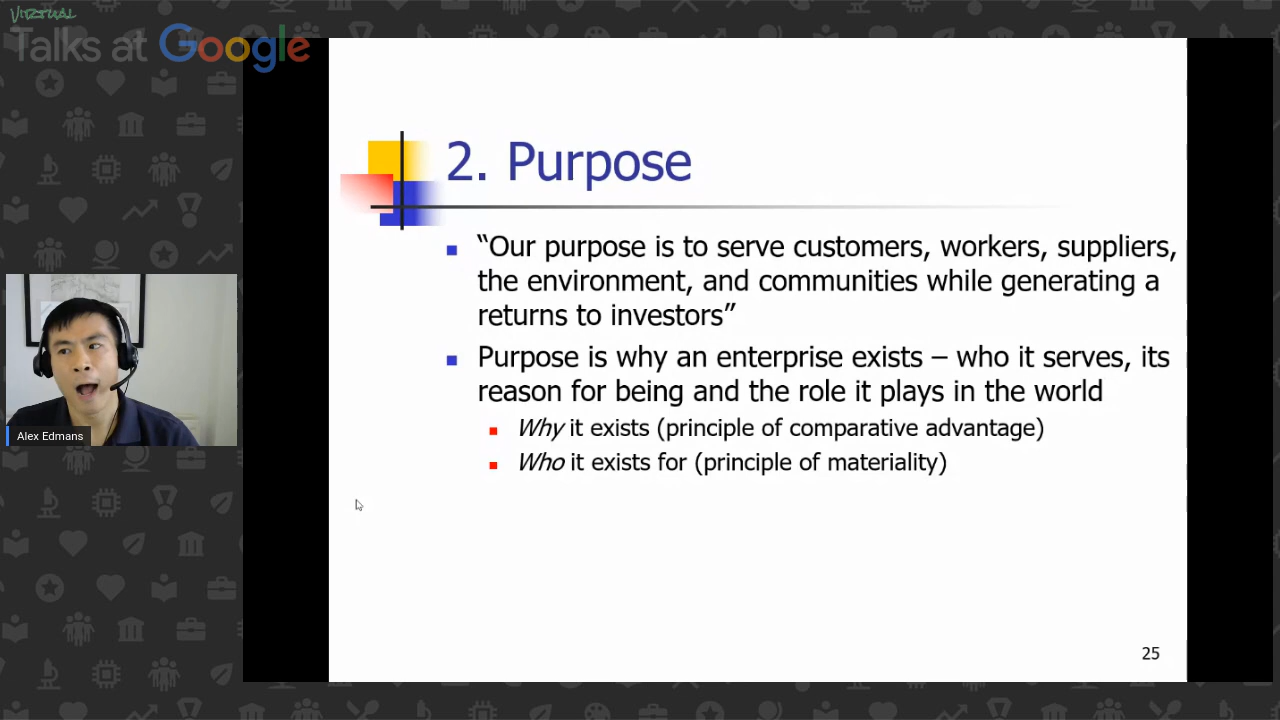 VIRTUAL
Talks at Google
2. Purpose
“Our purpose is to serve customers, workers, suppliers,
the environment, and communities while generating a
returns to investors”
Purpose is why an enterprise exists – who it serves, its
reason for being and the role it plays in the world
Why it exists (principle of comparative advantage)
Who it exists for (principle of materiality)
Alex Edmans
25